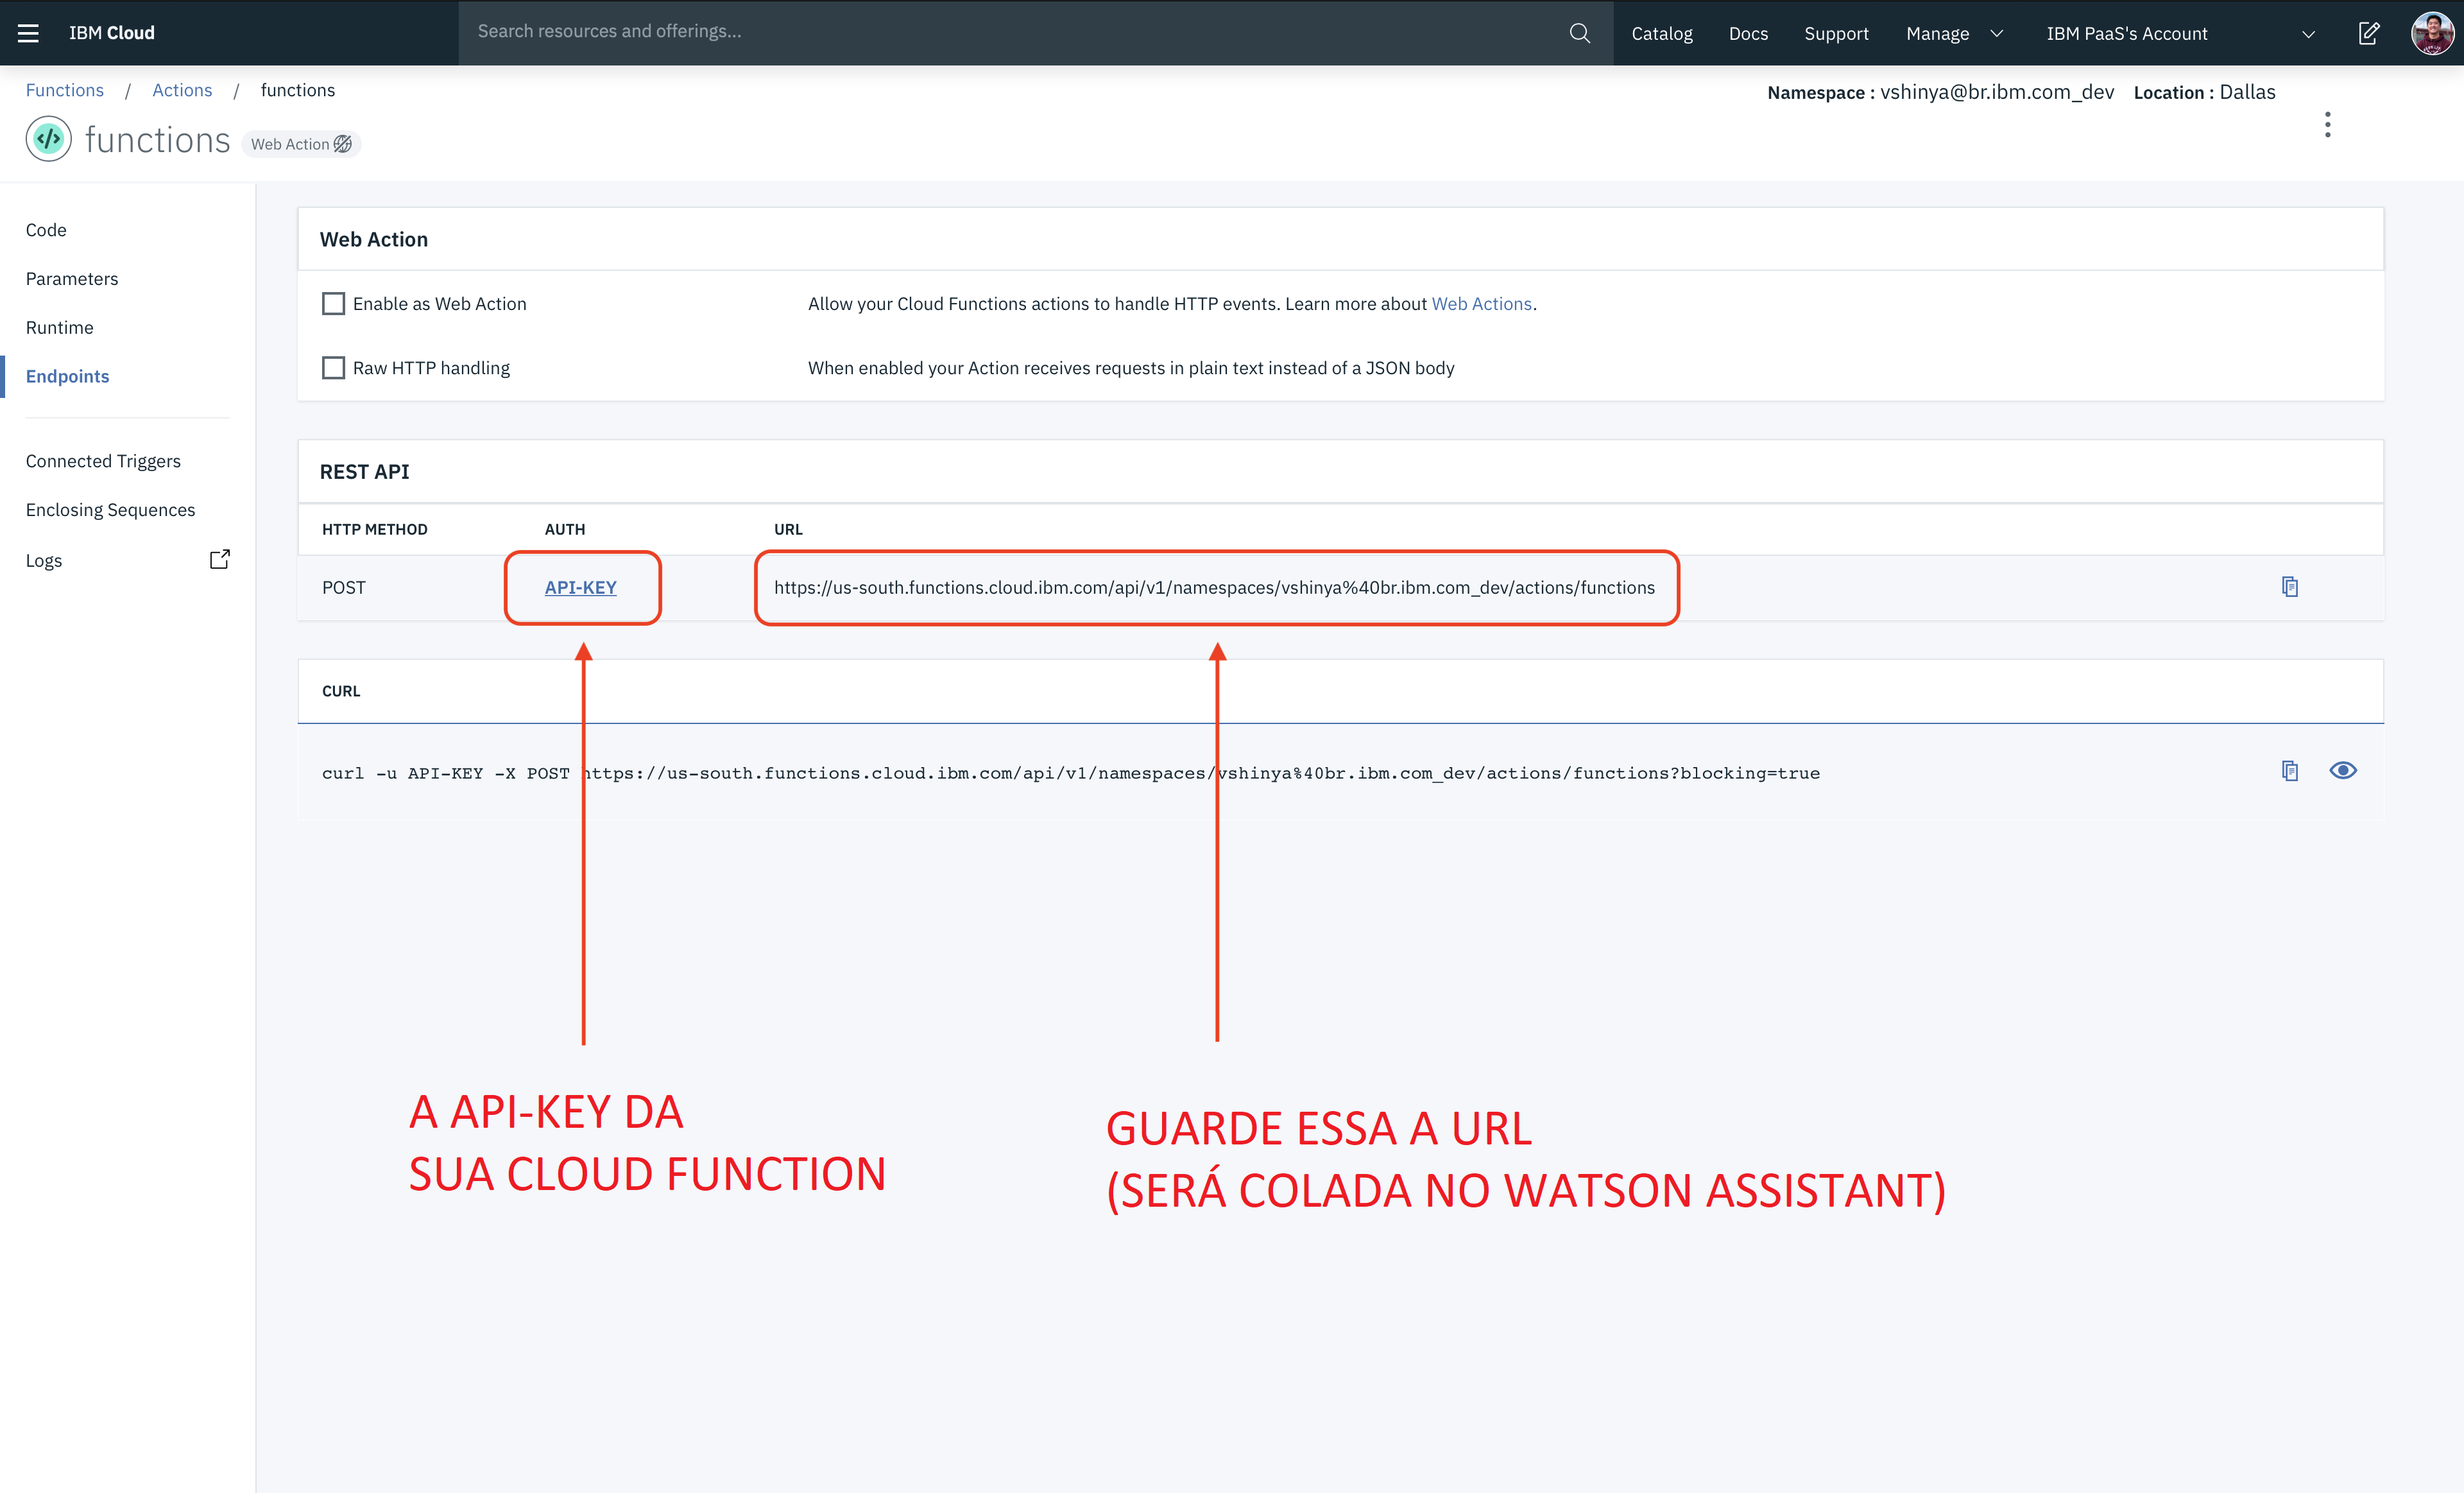 IBM Cloud
Search resources and offerings...
Catalog Docs Support Manage IBM PaaS's Account
Functions / Actions / functions
Namespace : vshinya@br.ibm.com_dev Location : Dallas
functions Web Action
Code
Parameters
Runtime
Endpoints
Connected Triggers
Enclosing Sequences
Logs
Web Action
Enable as Web Action Allow your Cloud Functions actions to handle HTTP events. Learn more about Web Actions.
Raw HTTP handling When enabled your Action receives requests in plain text instead of a JSON body
REST API
HTTP METHOD AUTH URL
POST API-KEY https://us-south.functions.cloud.ibm.com/api/v1/namespaces/vshinya%40br.ibm.com_dev/actions/functions
CURL
curl -u API-KEY -X POST https://us-south.functions.cloud.ibm.com/api/v1/namespaces/vshinya%40br.ibm.com_dev/actions/functions?blocking=true
A API-KEY DA
SUA CLOUD FUNCTION
GUARDE ESSA A URL
(SERÁ COLADA NO WATSON ASSISTANT)